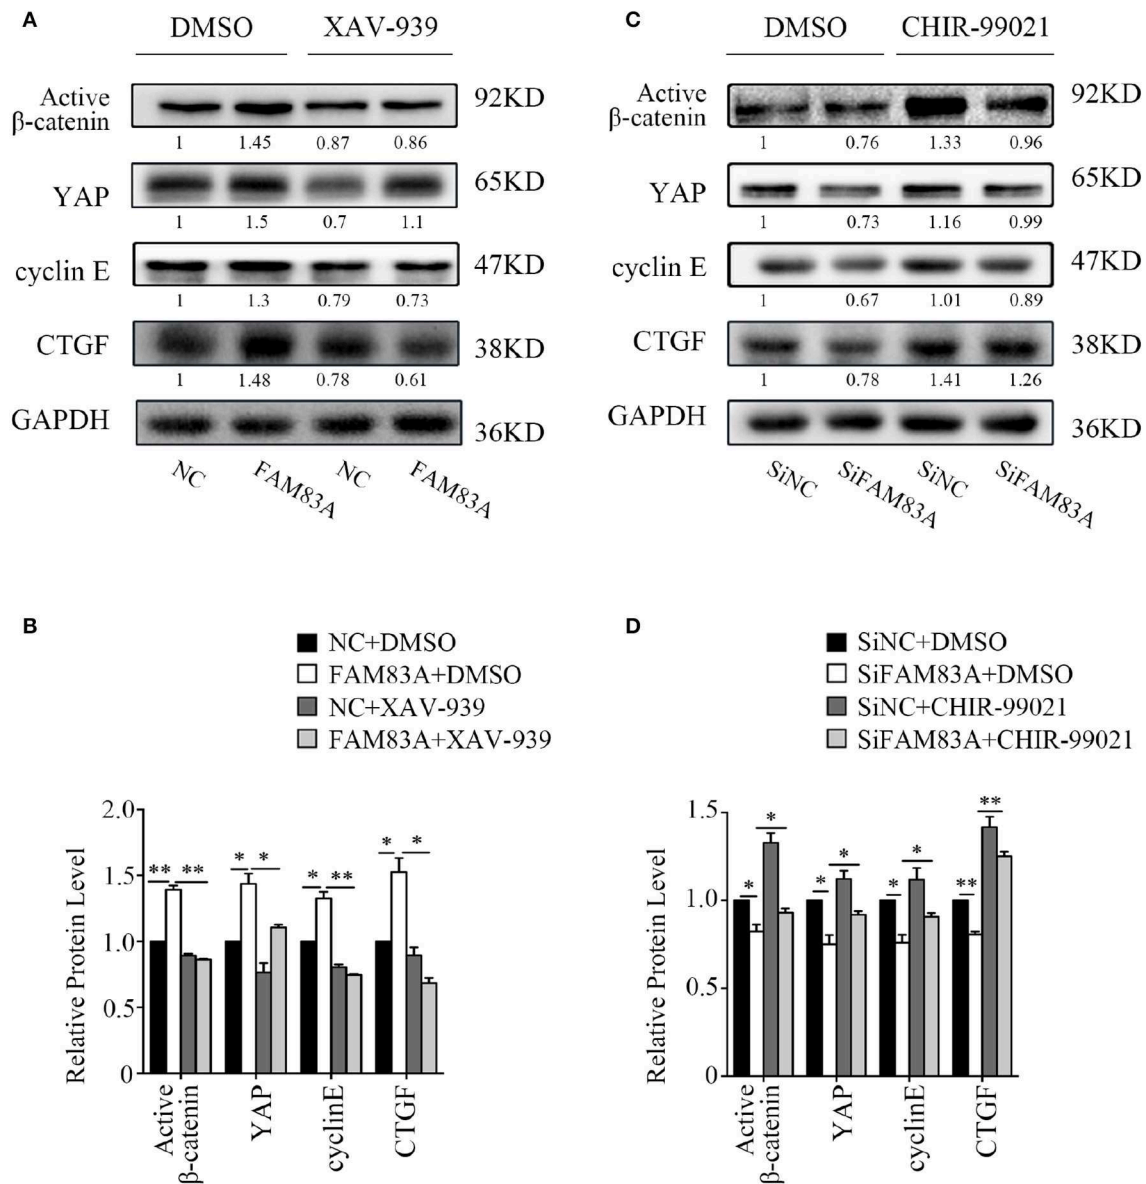 A
DMSO XAV-939
Active β-catenin 92KD
1 1.45 0.87 0.86
YAP 65KD
1 1.5 0.7 1.1
cyclin E 47KD
1 1.3 0.79 0.73
CTGF 38KD
1 1.48 0.78 0.61
GAPDH 36KD
NC FAM83A NC FAM83A
C
DMSO CHIR-99021
Active β-catenin 92KD
1 0.76 1.33 0.96
YAP 65KD
1 0.73 1.16 0.99
cyclin E 47KD
1 0.67 1.01 0.89
CTGF 38KD
1 0.78 1.41 1.26
GAPDH 36KD
SiNC SiFAM83A SiNC SiFAM83A
B
NC+DMSO
FAM83A+DMSO
NC+XAV-939
FAM83A+XAV-939
Relative Protein Level
2.0
1.5
1.0
0.5
0
** ** * * * ** * *
Active β-catenin YAP cyclinE CTGF
D
SiNC+DMSO
SiFAM83A+DMSO
SiNC+CHIR-99021
SiFAM83A+CHIR-99021
Relative Protein Level
1.5
1.0
0.5
0
* * * * * * ** **
Active β-catenin YAP cyclinE CTGF